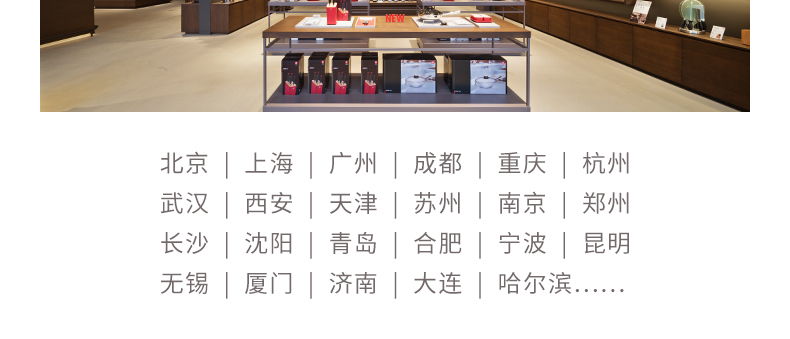 NEW
北京 | 上海 | 广州 | 成都 | 重庆 | 杭州
武汉 | 西安 | 天津 | 苏州 | 南京 | 郑州
长沙 | 沈阳 | 青岛 | 合肥 | 宁波 | 昆明
无锡 | 厦门 | 济南 | 大连 | 哈尔滨......